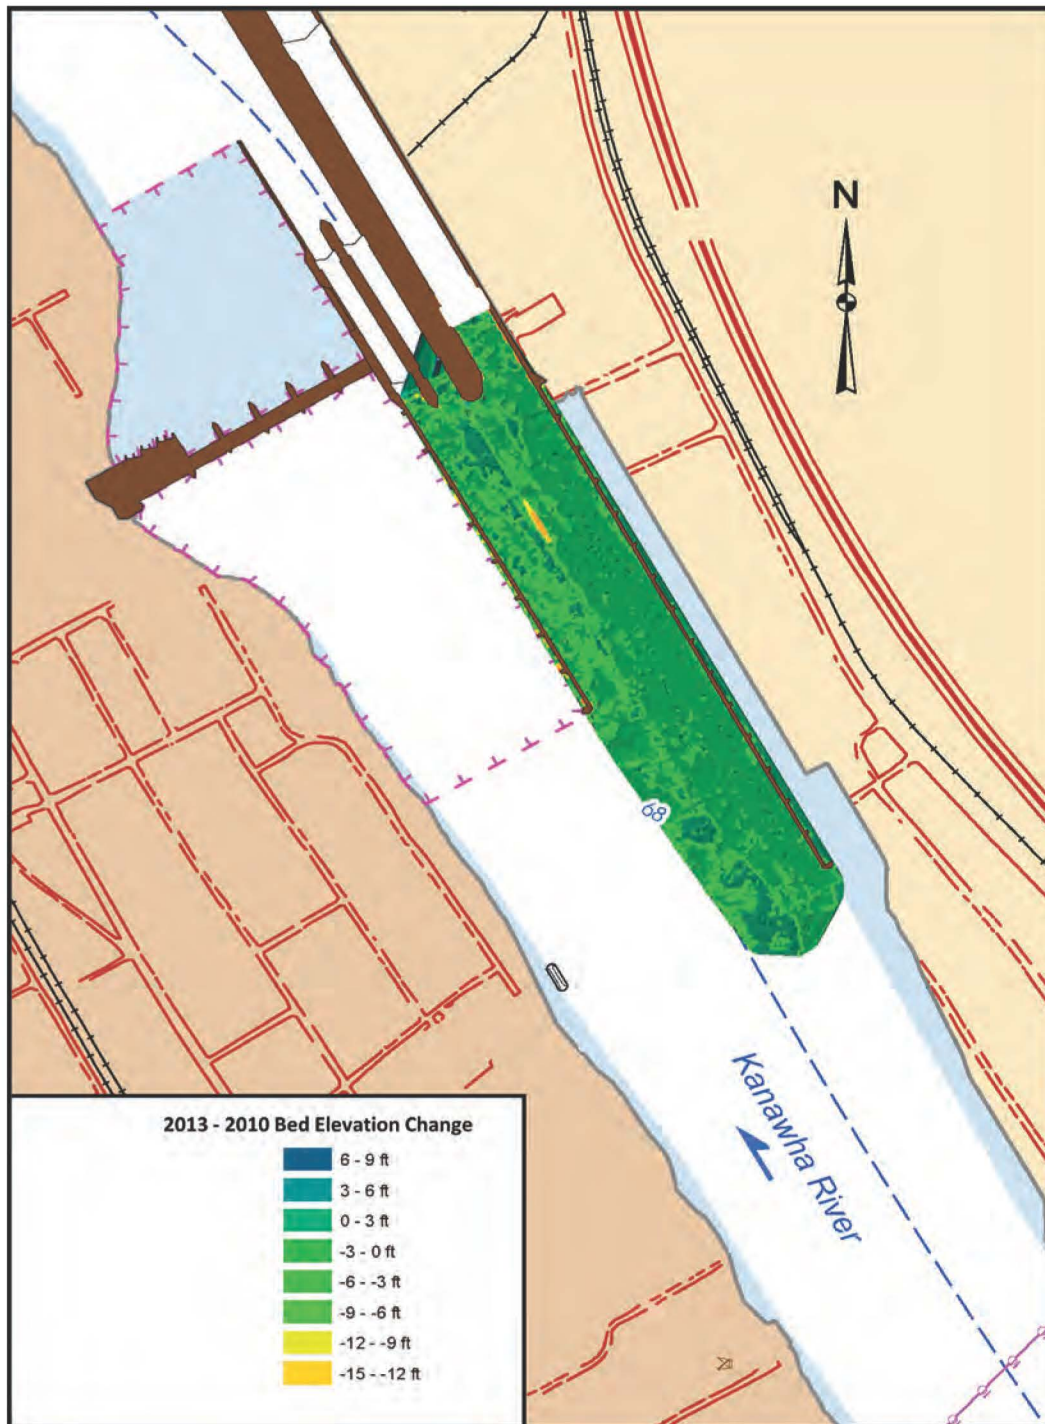 N
68
Kanawha River
2013 - 2010 Bed Elevation Change
6 - 9 ft
3 - 6 ft
0 - 3 ft
-3 - 0 ft
-6 - -3 ft
-9 - -6 ft
-12 - -9 ft
-15 - -12 ft